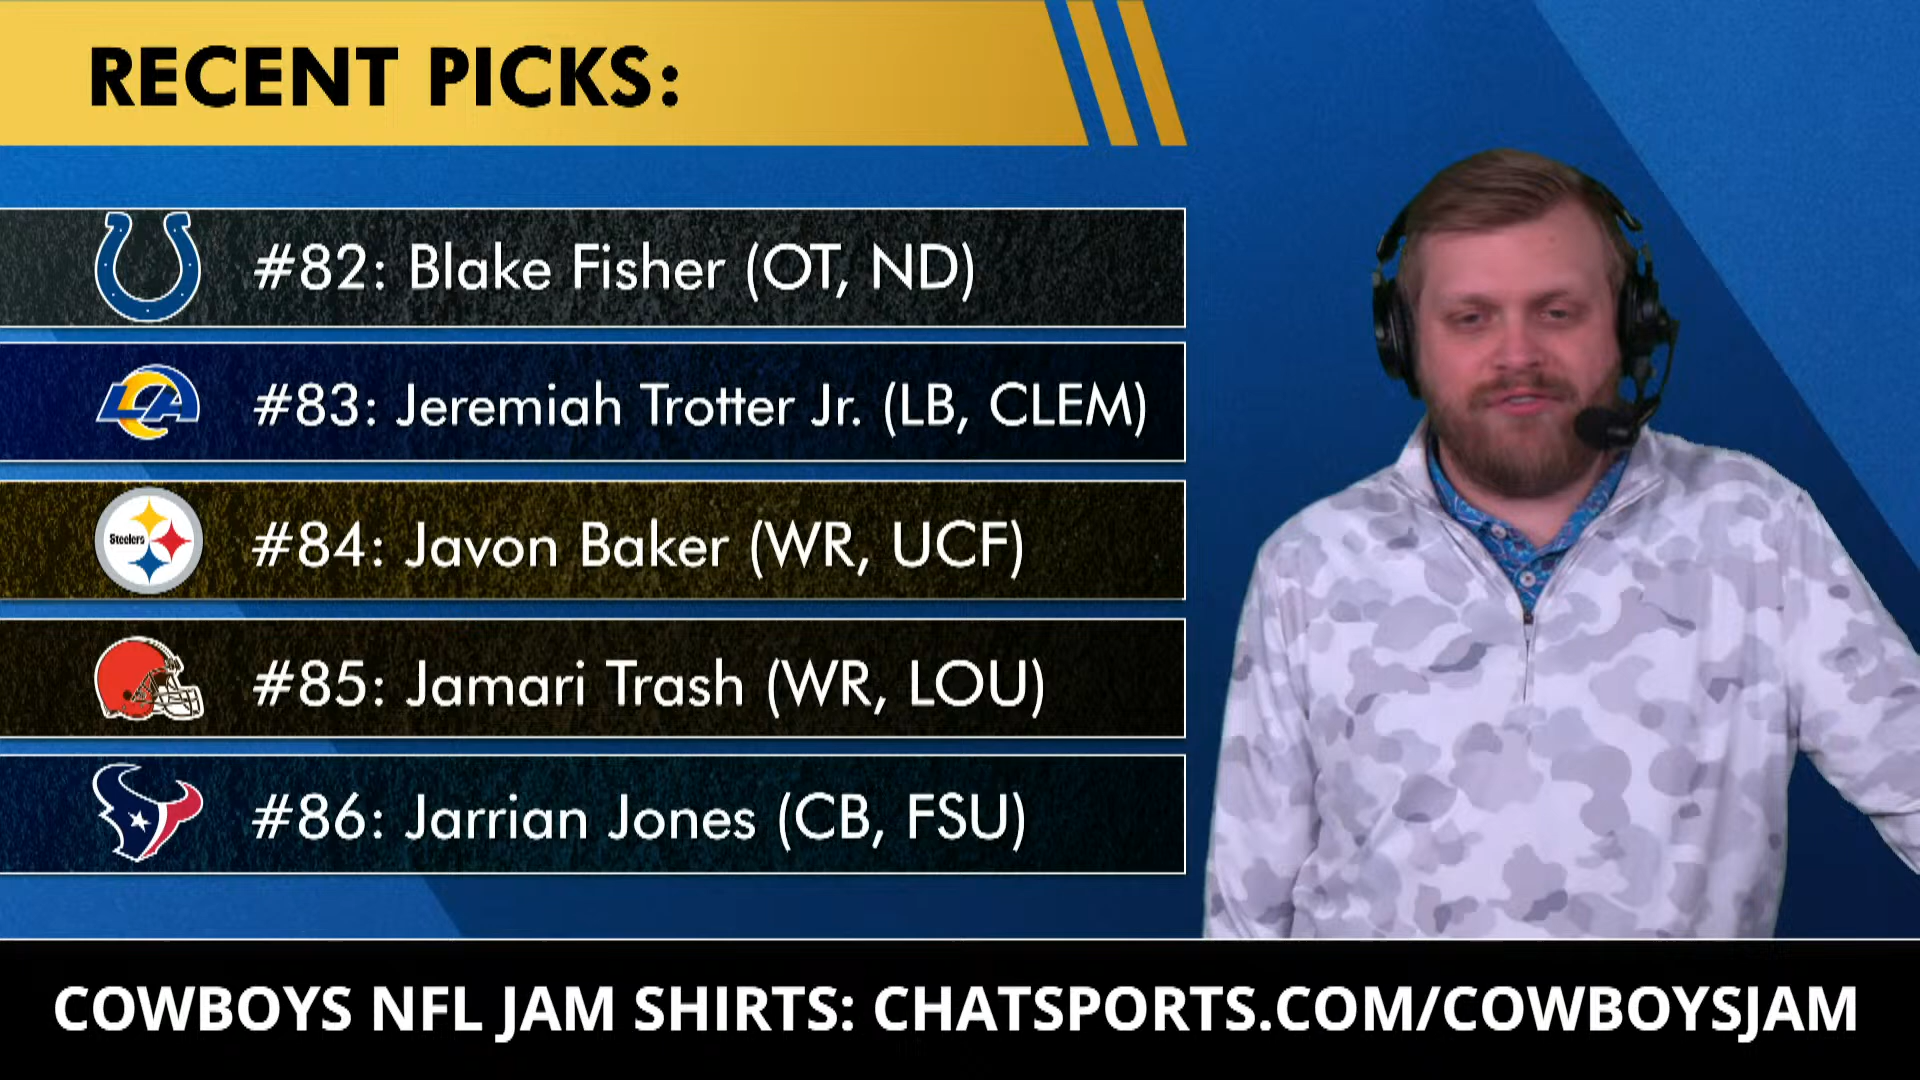 RECENT PICKS:
#82: Blake Fisher (OT, ND)
#83: Jeremiah Trotter Jr. (LB, CLEM)
Steelers
#84: Javon Baker (WR, UCF)
#85: Jamari Trash (WR, LOU)
#86: Jarrian Jones (CB, FSU)
COWBOYS NFL JAM SHIRTS: CHATSPORTS.COM/COWBOYSJAM